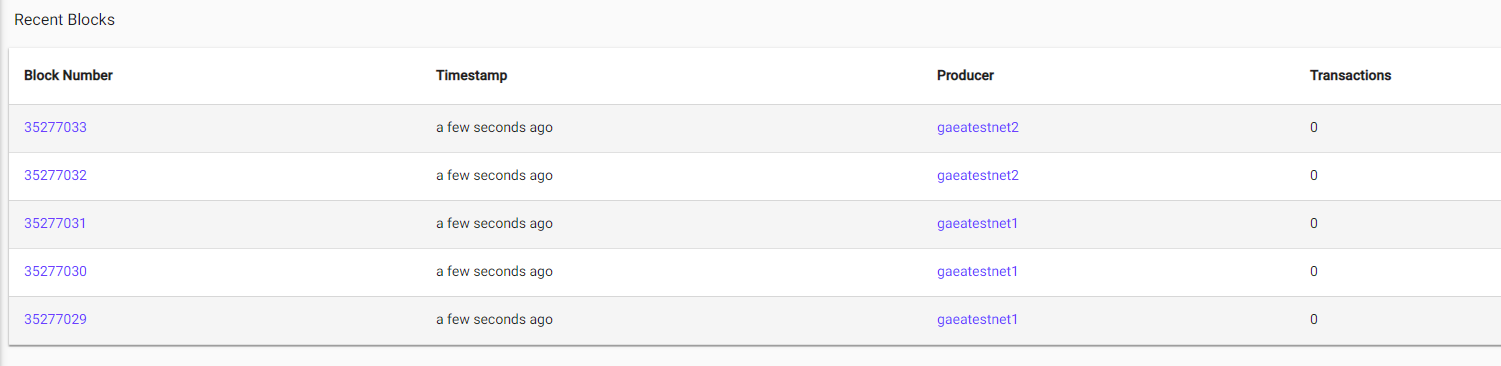 Recent Blocks
Block Number Timestamp Producer Transactions
35277033 a few seconds ago gaeatestnet2 0
35277032 a few seconds ago gaeatestnet2 0
35277031 a few seconds ago gaeatestnet1 0
35277030 a few seconds ago gaeatestnet1 0
35277029 a few seconds ago gaeatestnet1 0